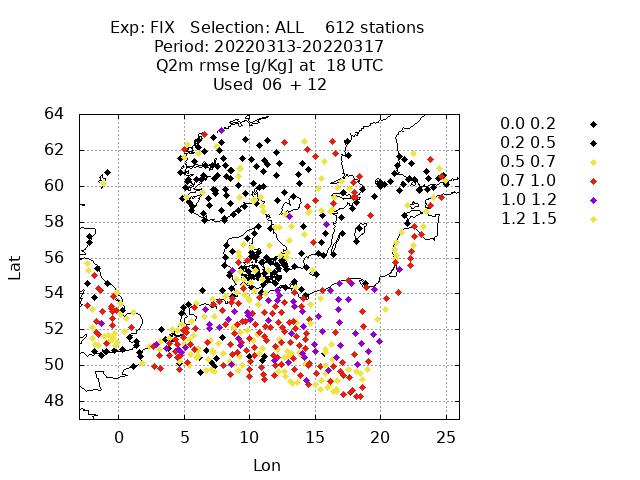 Exp: FIX Selection: ALL 612 stations
Period: 20220313-20220317
Q2m rmse [g/Kg] at 18 UTC
Used 06 + 12
64
62
60
58
56
54
52
50
48
Lat
0 5 10 15 20 25
Lon
0.0 0.2
0.2 0.5
0.5 0.7
0.7 1.0
1.0 1.2
1.2 1.5